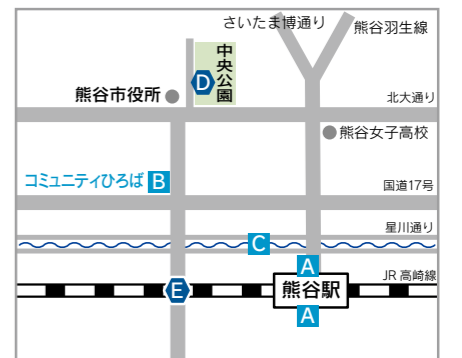 さいたま博通り
熊谷羽生線
中央公園
D
熊谷市役所
北大通り
熊谷女子高校
コミュニティひろば B
国道17号
星川通り
C
A
JR高崎線
E
熊谷駅
A